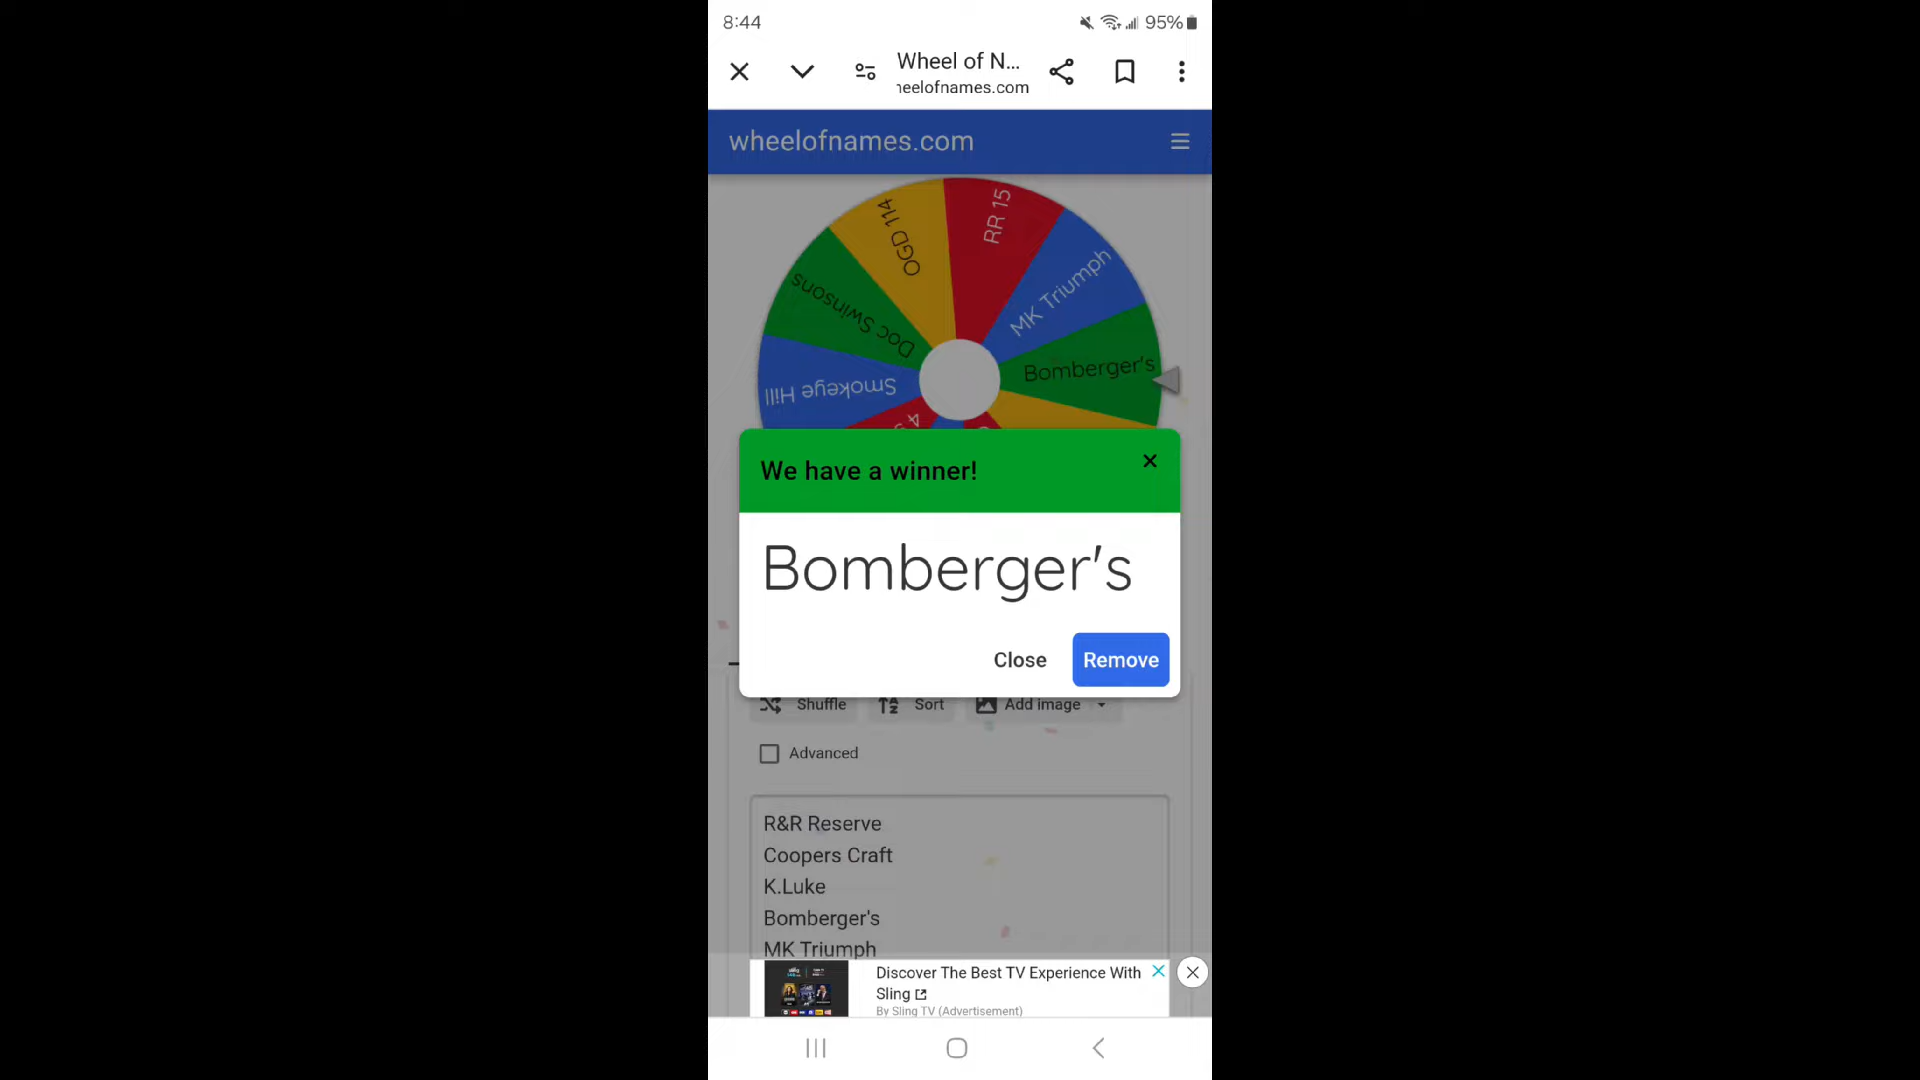 8:44
95%
Wheel of N...
heelofnames.com
wheelofnames.com
OGD 114
RR 15
MK Triumph
Doc Swinsons
Bomberger's
Smokeye Hill
We have a winner!
Bomberger's
Close
Remove
Shuffle
Sort
Add image
Advanced
R&R Reserve
Coopers Craft
K.Luke
Bomberger's
MK Triumph
Discover The Best TV Experience With
Sling
By Sling TV (Advertisement)